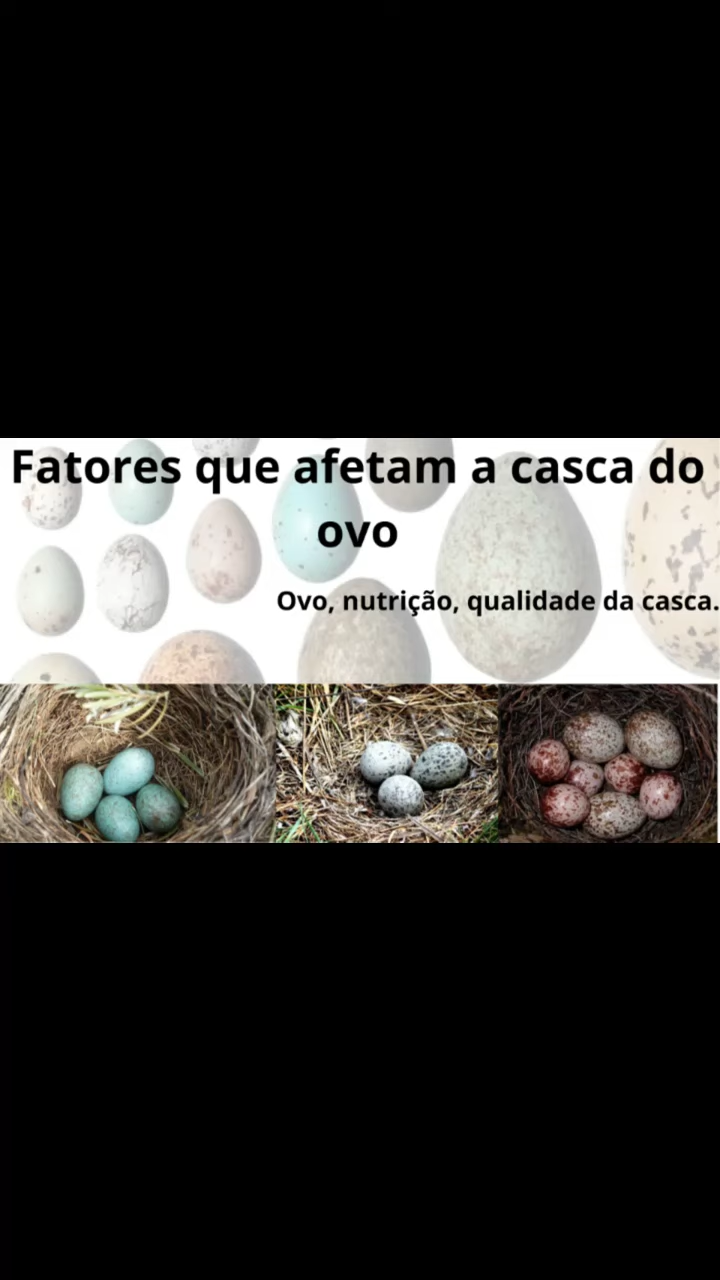 Fatores que afetam a casca do
ovo
Ovo, nutrição, qualidade da casca.